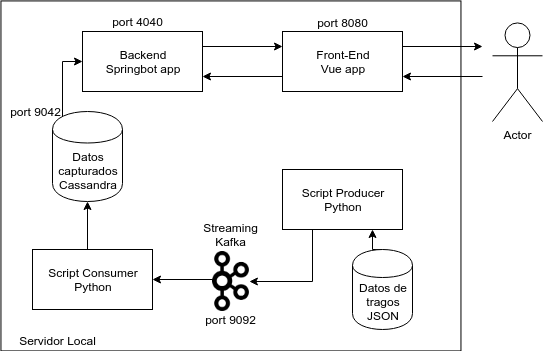 port 4040
port 8080
Backend
Springbot app
Front-End
Vue app
port 9042
Actor
Datos
capturados
Cassandra
Script Producer
Python
Streaming
Kafka
Script Consumer
Python
port 9092
Datos de
tragos
JSON
Servidor Local